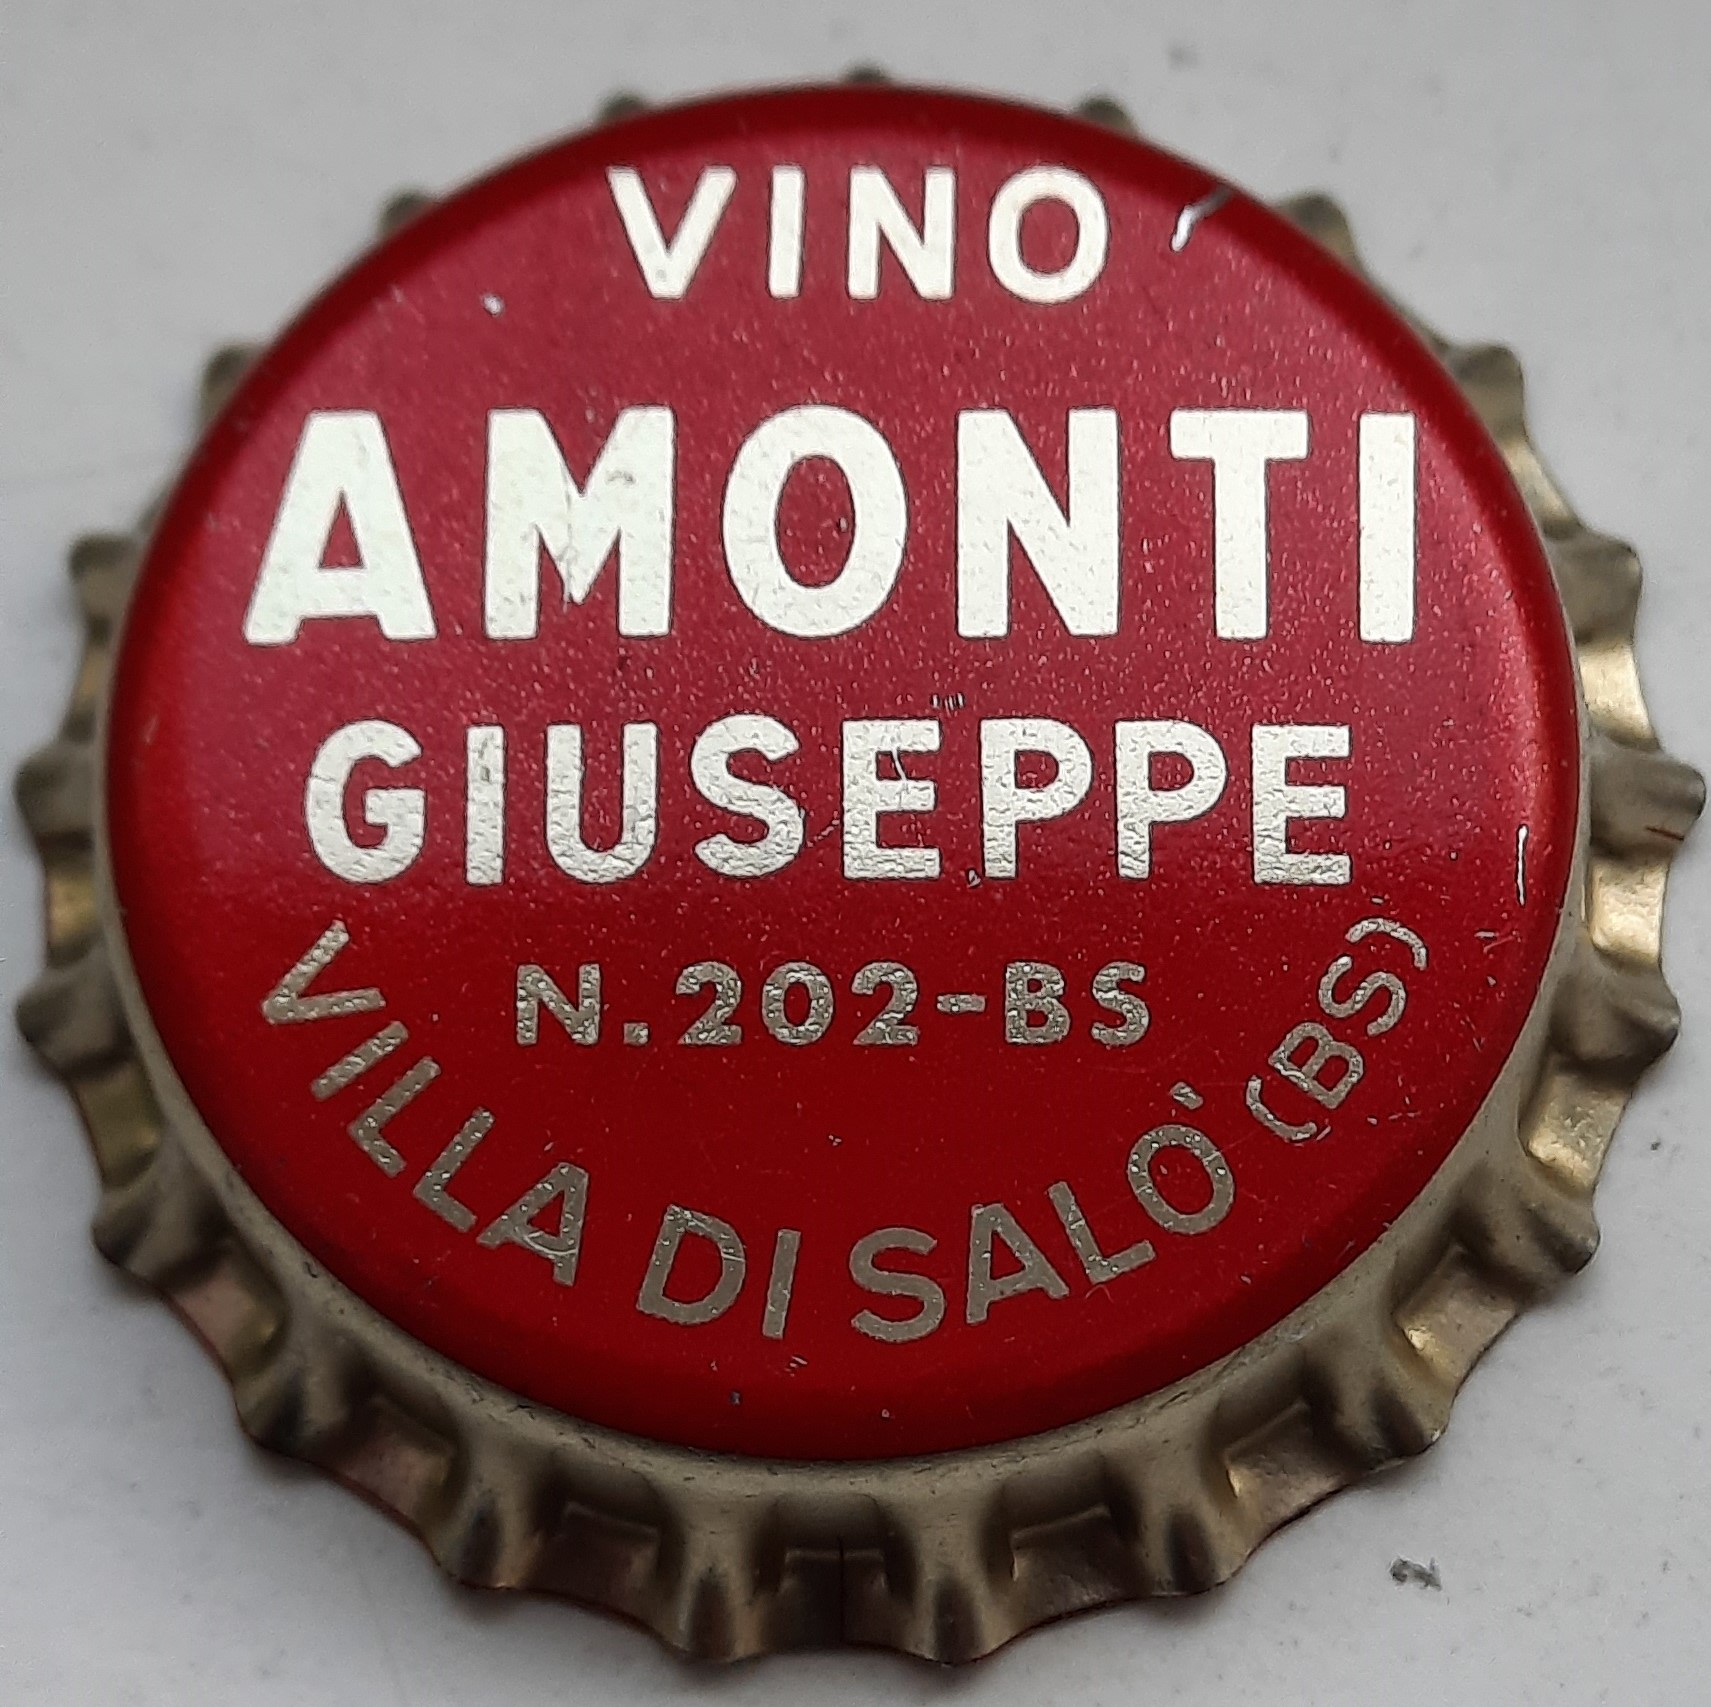 VINO
AMONTI
GIUSEPPE
N.202-BS
VILLA DI SALÒ (BS)